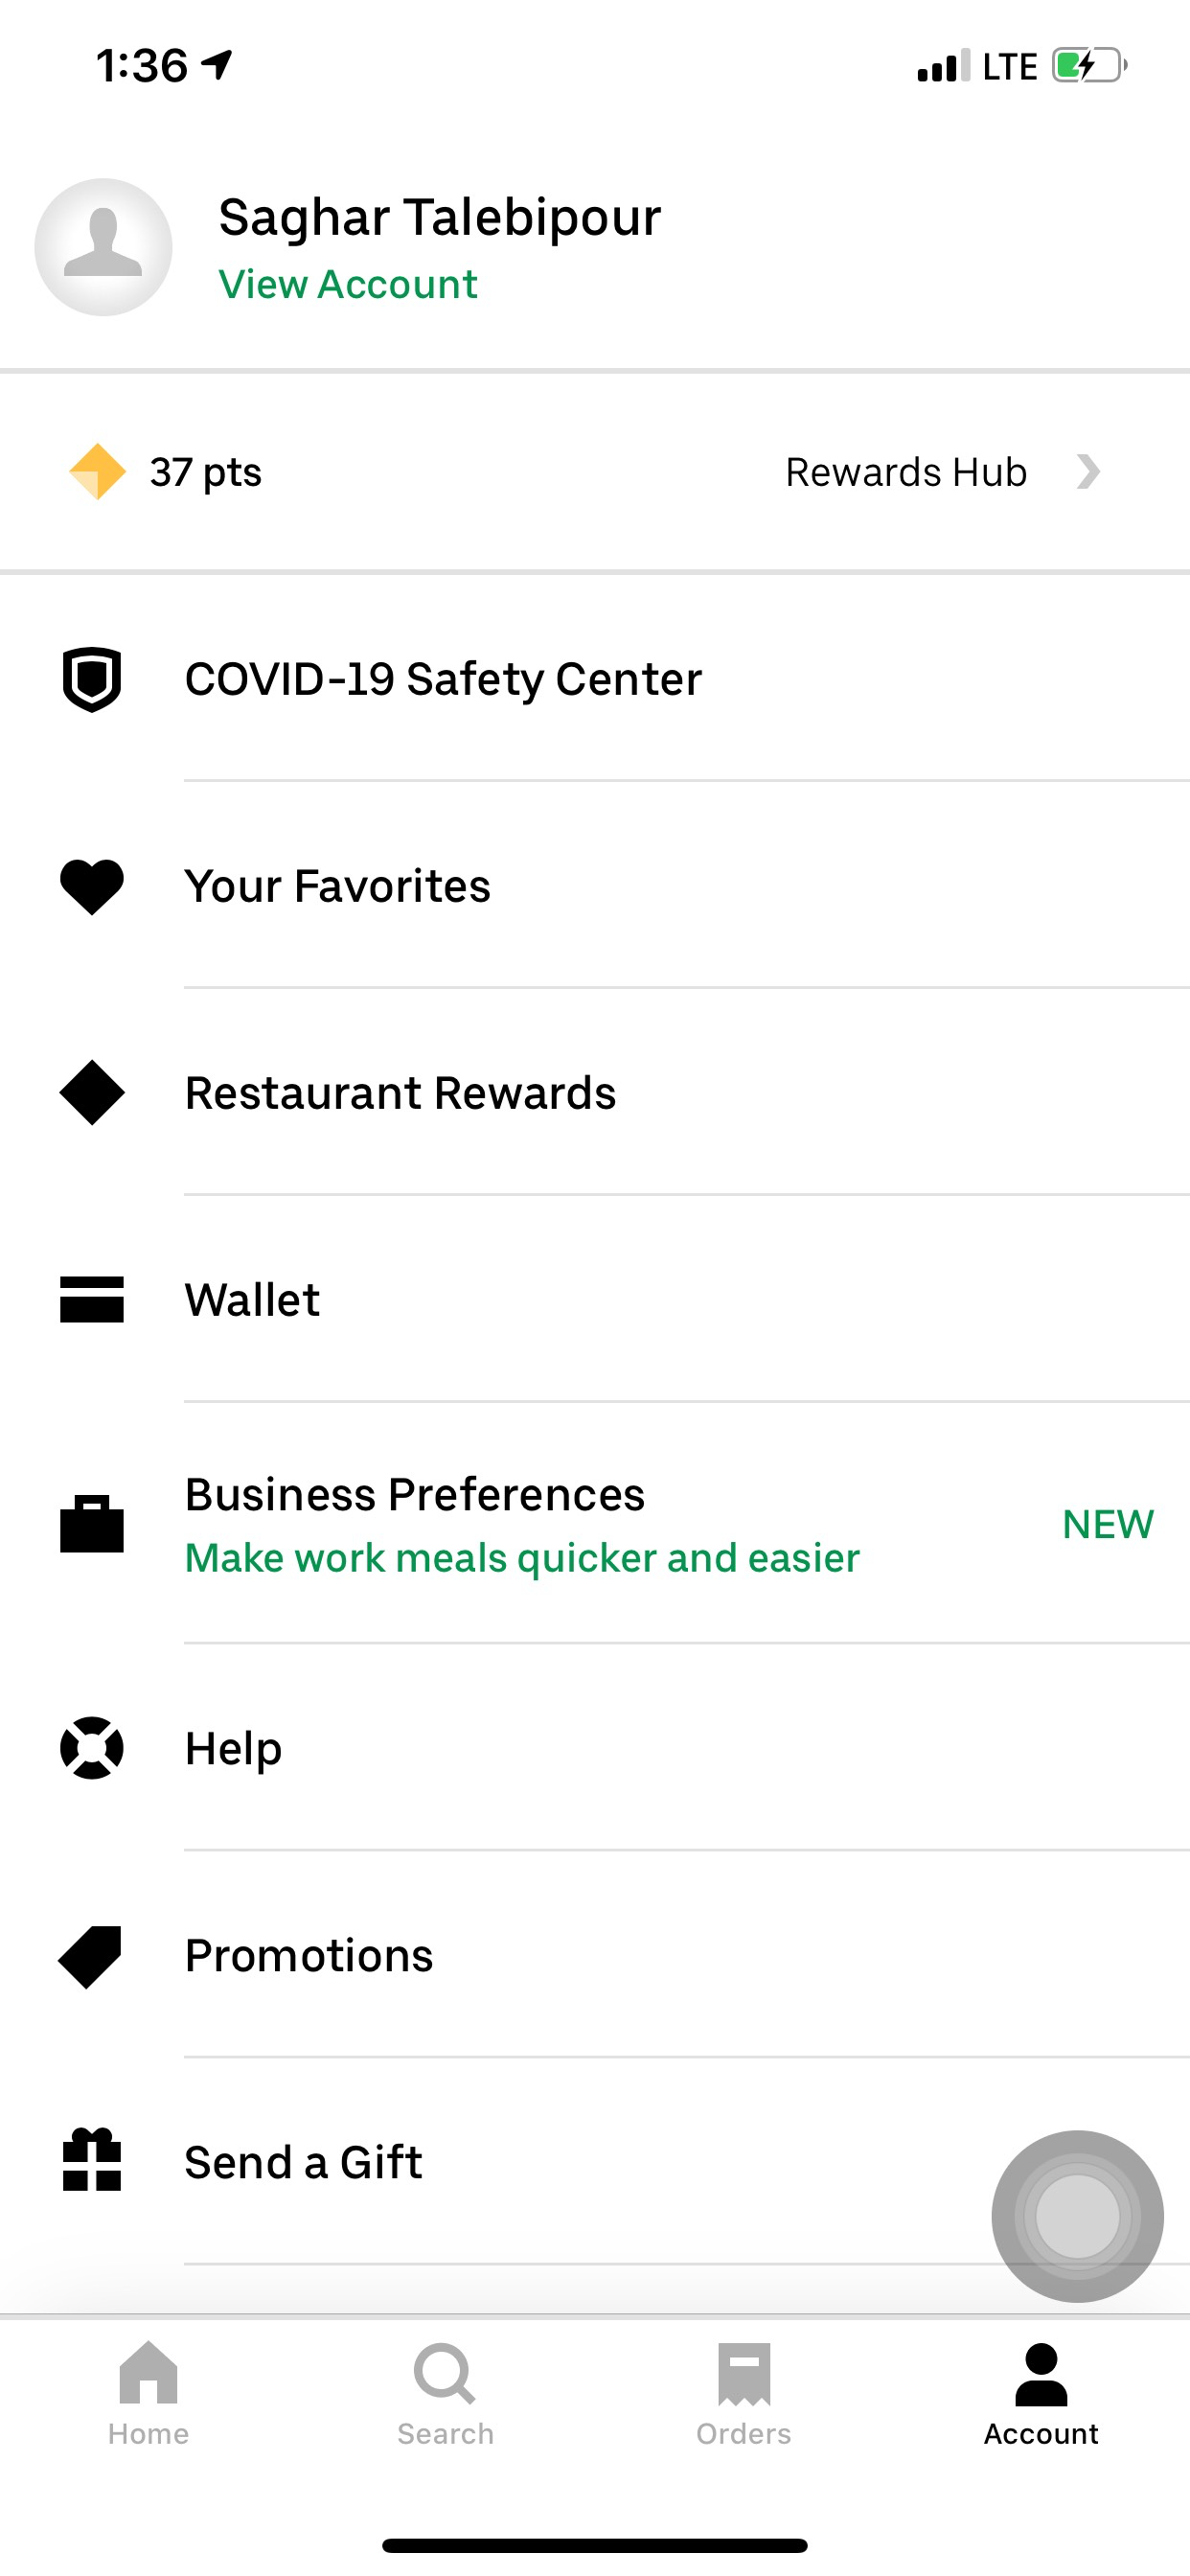 1:36
LTE
Saghar Talebipour
View Account
37 pts
Rewards Hub
COVID-19 Safety Center
Your Favorites
Restaurant Rewards
Wallet
Business Preferences
Make work meals quicker and easier
NEW
Help
Promotions
Send a Gift
Home
Search
Orders
Account